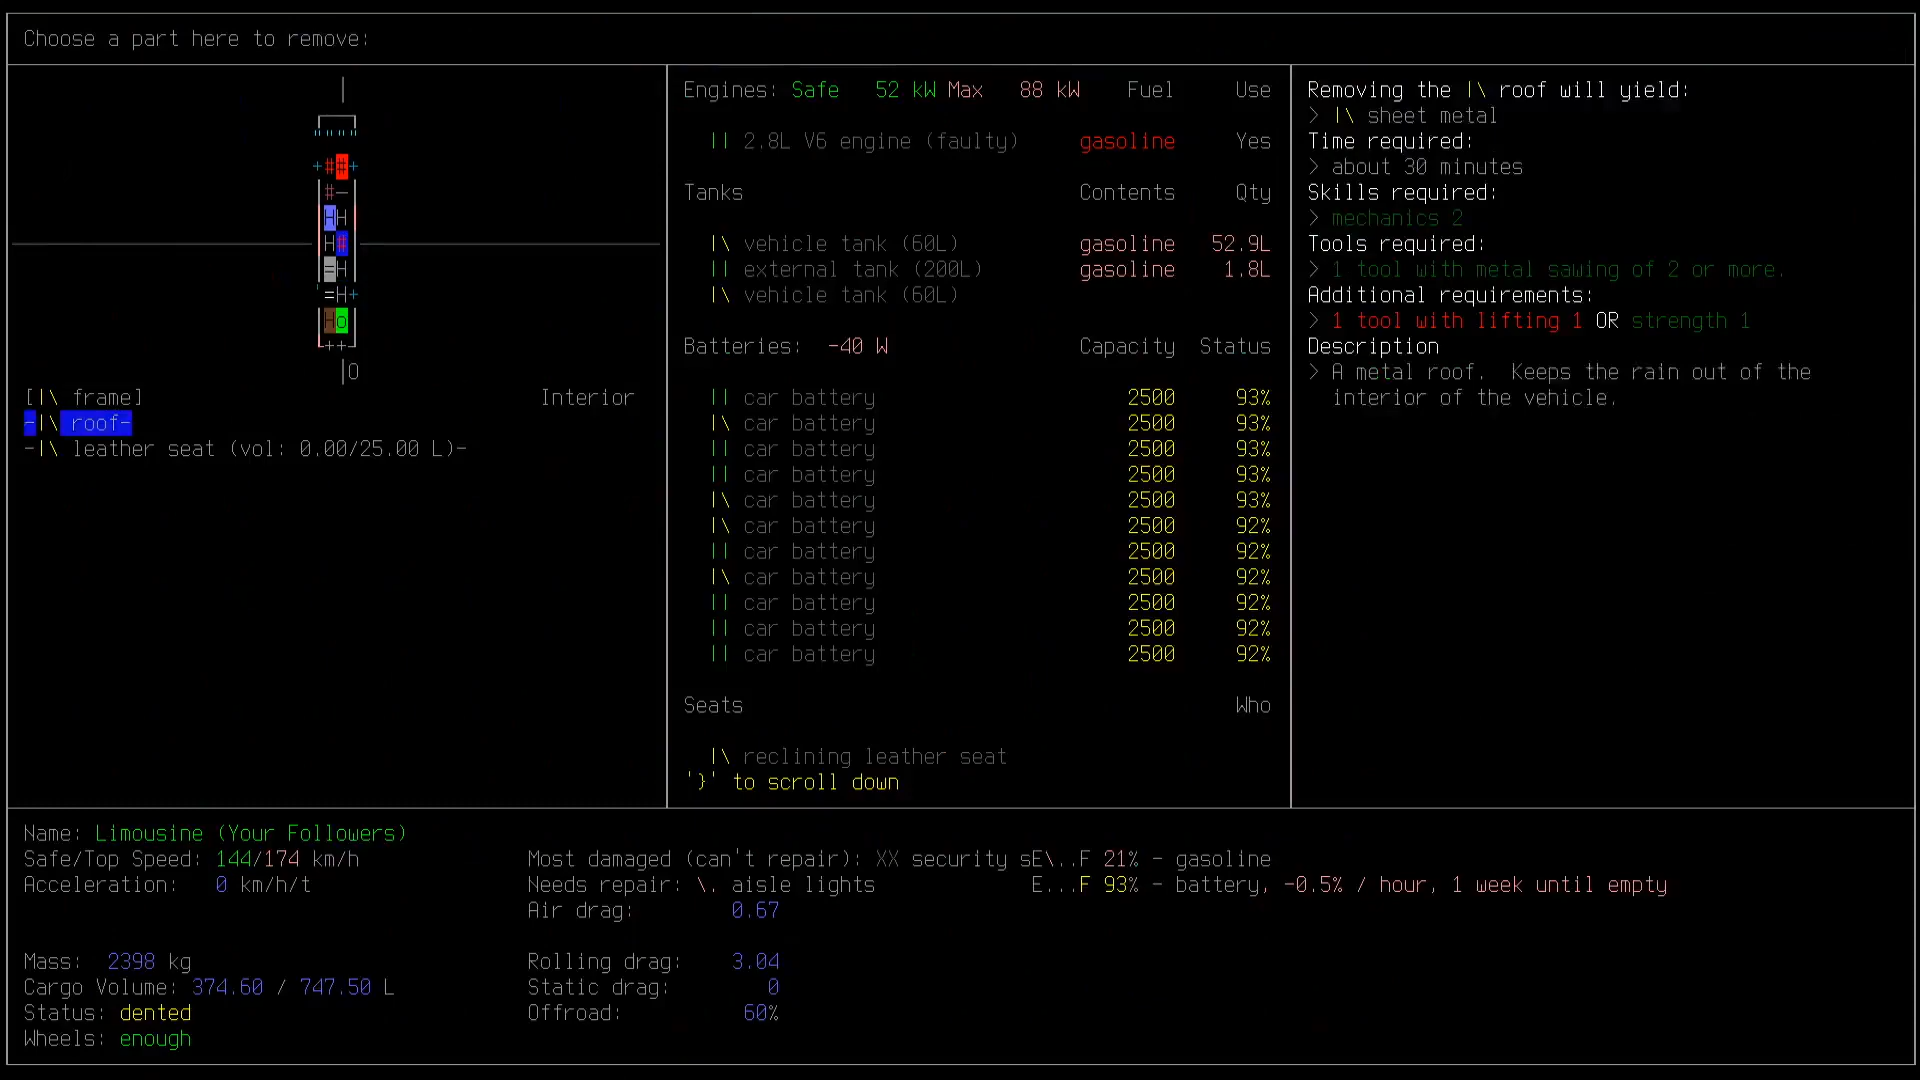 Choose a part here to remove:
[|\ frame] Interior
-|\ roof-
-|\ leather seat (vol: 0.00/25.00 L)-
Engines: Safe 52 kW Max 88 kW Fuel Use
|| 2.8L V6 engine (faulty) gasoline Yes
Tanks Contents Qty
|\ vehicle tank (60L) gasoline 52.9L
|| external tank (200L) gasoline 1.8L
|\ vehicle tank (60L)
Batteries: -40 W Capacity Status
|| car battery 2500 93%
|\ car battery 2500 93%
|| car battery 2500 93%
|| car battery 2500 93%
|\ car battery 2500 93%
|\ car battery 2500 92%
|| car battery 2500 92%
|\ car battery 2500 92%
|| car battery 2500 92%
|| car battery 2500 92%
|| car battery 2500 92%
Seats Who
|\ reclining leather seat
'}' to scroll down
Removing the |\ roof will yield:
> |\ sheet metal
Time required:
> about 30 minutes
Skills required:
> mechanics 2
Tools required:
> 1 tool with metal sawing of 2 or more.
Additional requirements:
> 1 tool with lifting 1 OR strength 1
Description
> A metal roof. Keeps the rain out of the
interior of the vehicle.
Name: Limousine (Your Followers)
Safe/Top Speed: 144/174 km/h
Acceleration: 0 km/h/t
Mass: 2398 kg
Cargo Volume: 374.60 / 747.50 L
Status: dented
Wheels: enough
Most damaged (can't repair): XX security s
Needs repair: \. aisle lights
Air drag: 0.67
Rolling drag: 3.04
Static drag: 0
Offroad: 60%
E\..F 21% - gasoline
E...F 93% - battery, -0.5% / hour, 1 week until empty